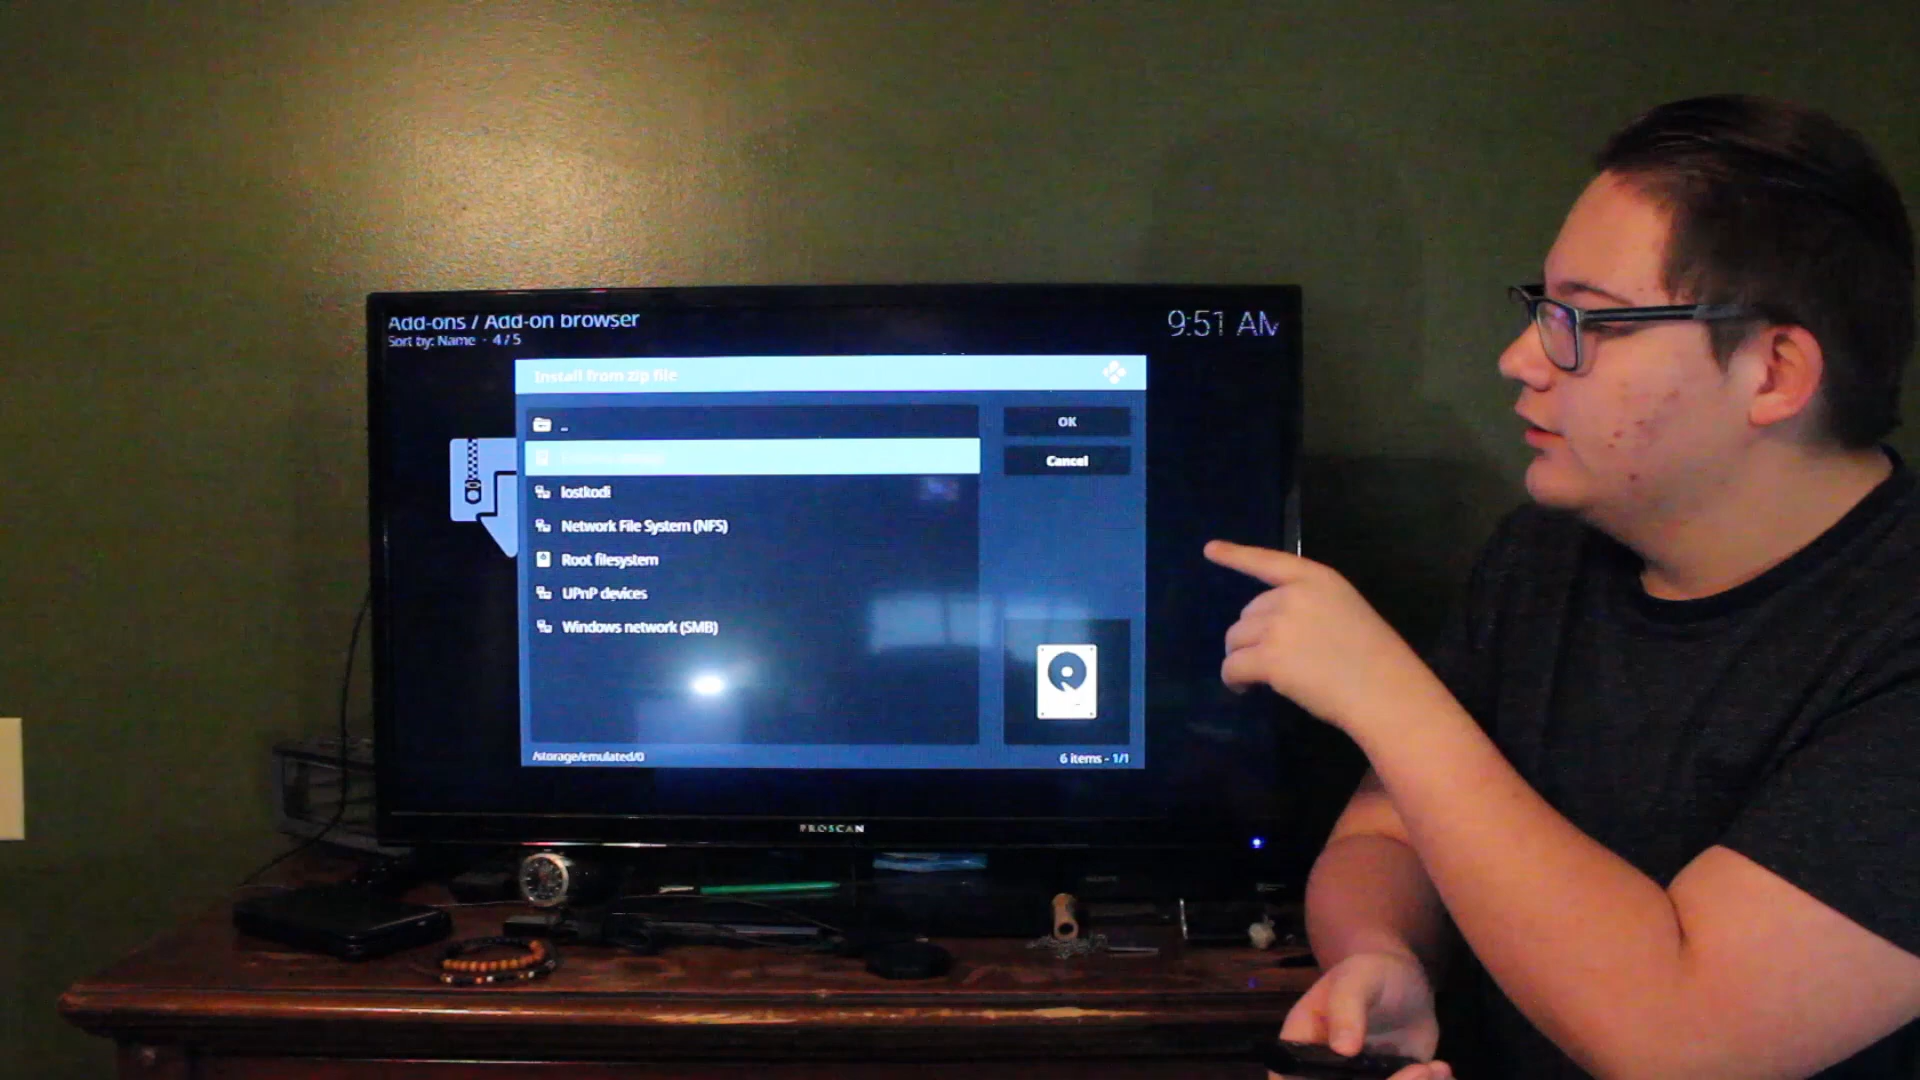 Add-ons / Add-on browser
Sort by: Name - 4 / 5
9:51 AM
Install from zip file
..
lostkodi
Network File System (NFS)
Root filesystem
UPnP devices
Windows network (SMB)
OK
Cancel
/storage/emulated/0
6 items - 1/1
PROSCAN